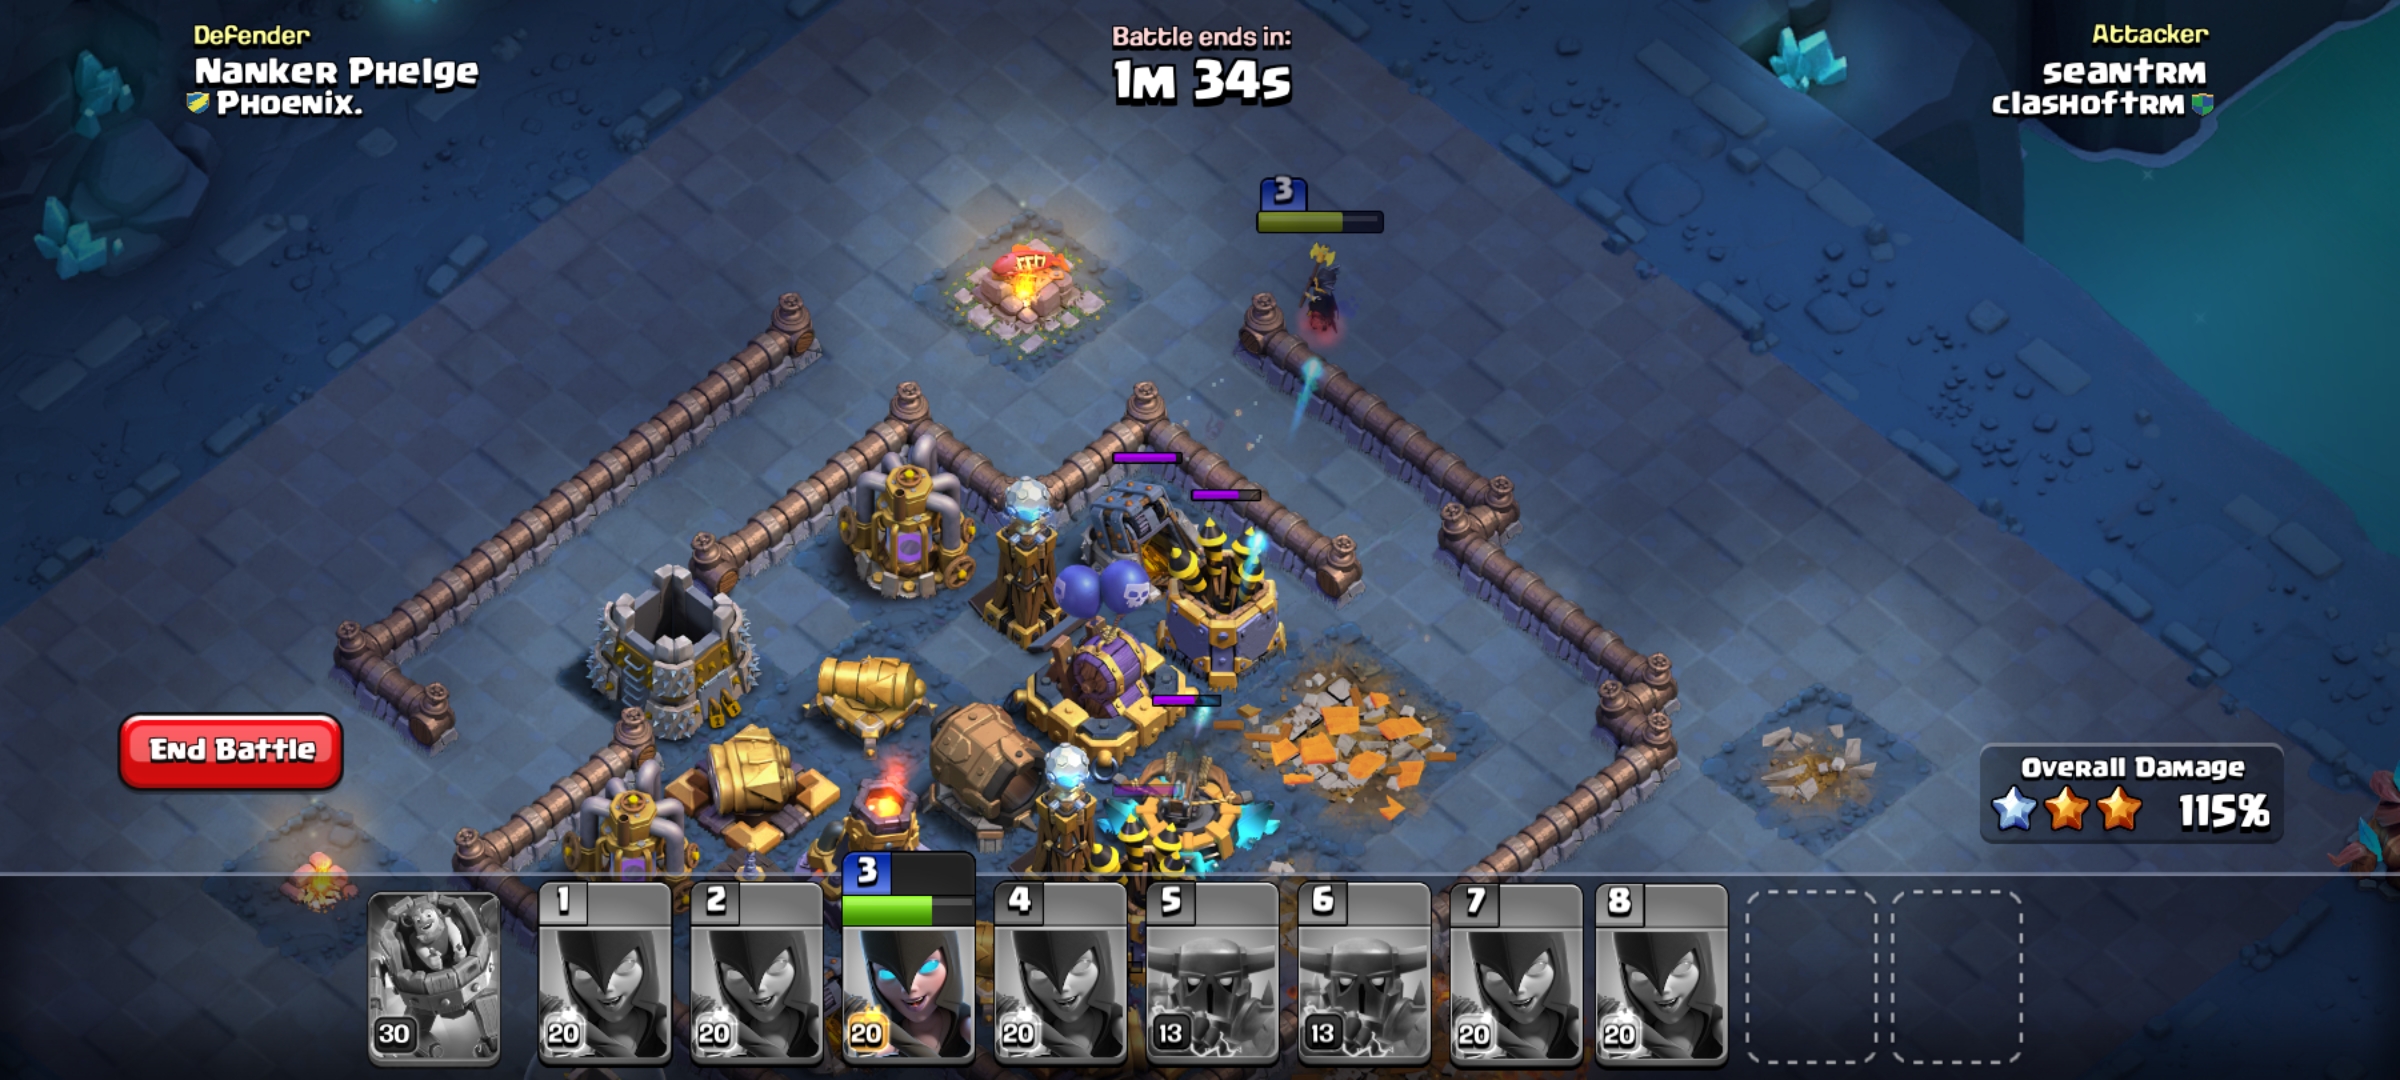 Defender
Nanker Phelge
Phoenix.
Battle ends in:
1m 34s
Attacker
seantrm
clashoftrm
3
End Battle
Overall Damage
115%
30
1
20
2
20
3
20
4
20
5
13
6
13
7
20
8
20